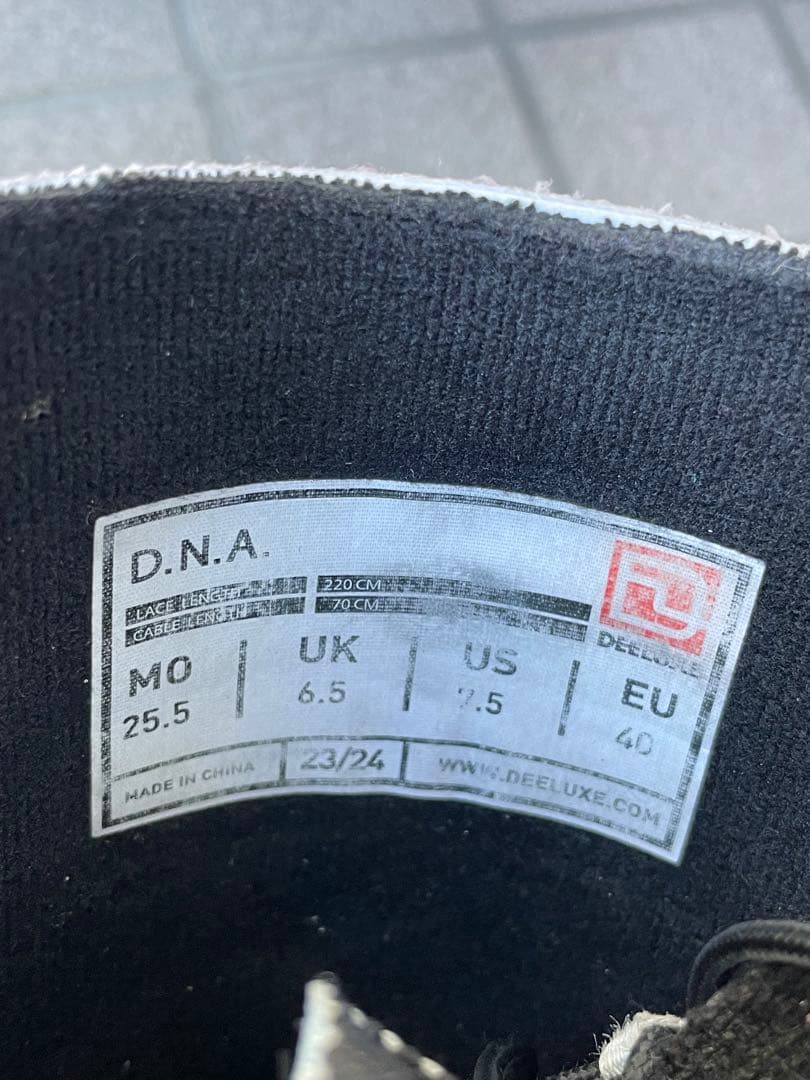 D.N.A.
LACE LENGTH 220 CM
CABLE LENGTH 70 CM
DEELUXE
MO UK US EU
25.5 6.5 7.5 40
MADE IN CHINA 23/24 WWW.DEELUXE.COM